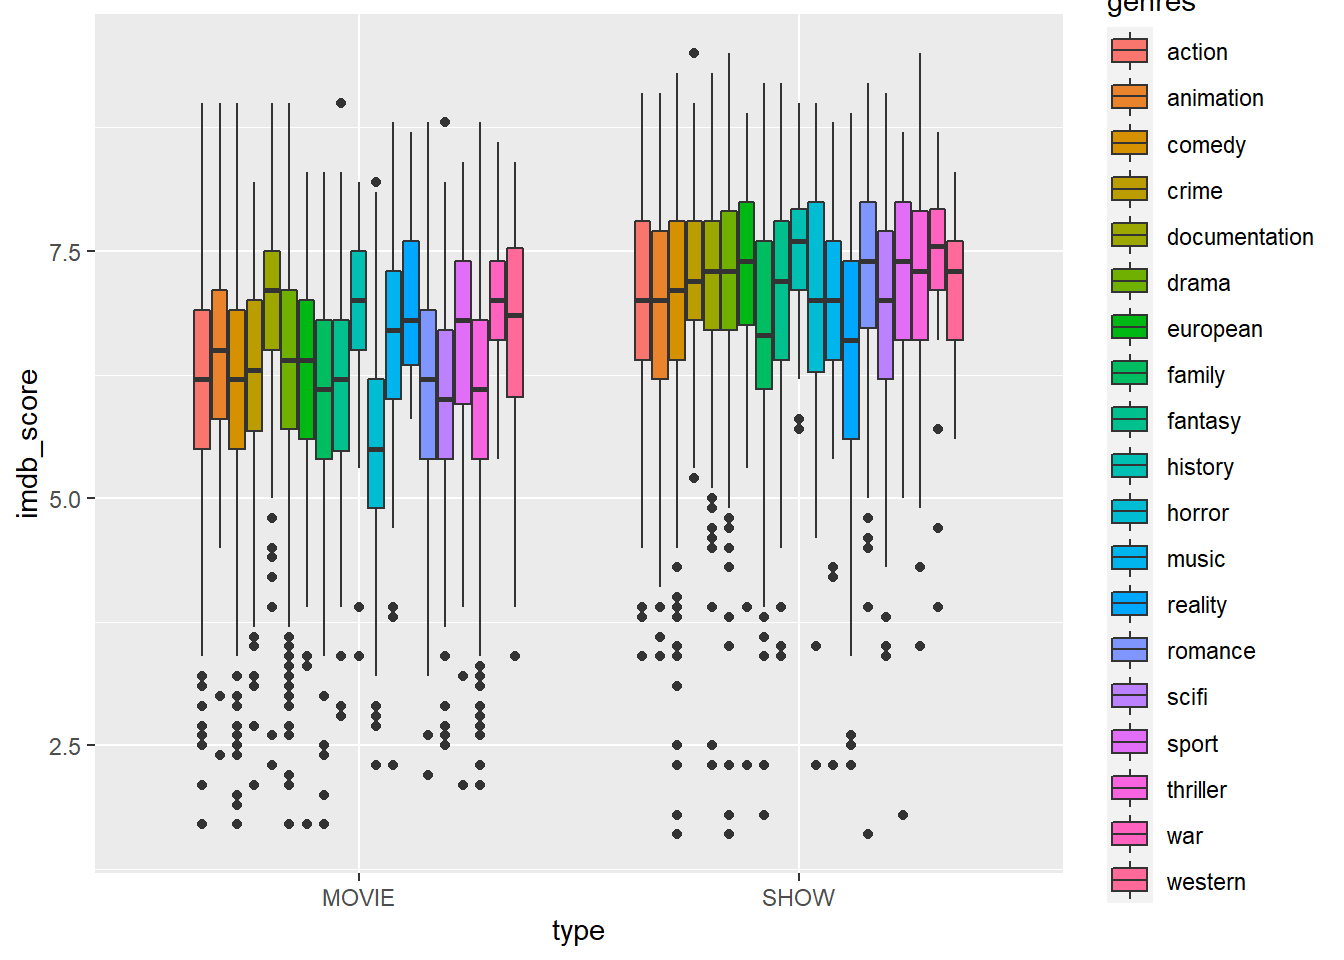 genres
action
animation
comedy
crime
documentation
drama
european
family
fantasy
history
horror
music
reality
romance
scifi
sport
thriller
war
western
imdb_score
7.5
5.0
2.5
MOVIE
SHOW
type